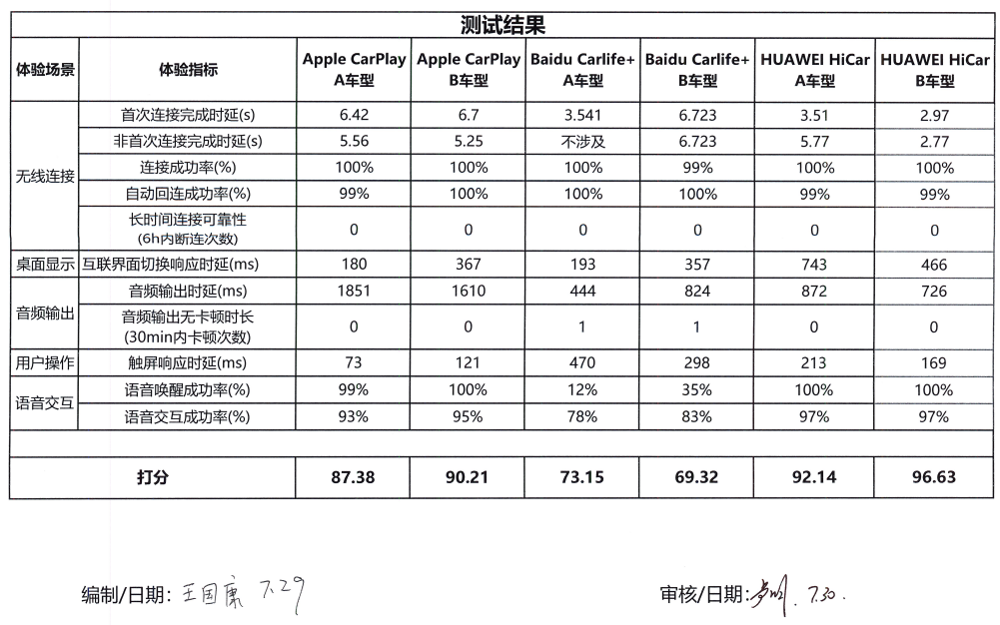 测试结果
体验场景 体验指标 Apple CarPlay A车型 Apple CarPlay B车型 Baidu Carlife+ A车型 Baidu Carlife+ B车型 HUAWEI HiCar A车型 HUAWEI HiCar B车型
无线连接 首次连接完成时延(s) 6.42 6.7 3.541 6.723 3.51 2.97
非首次连接完成时延(s) 5.56 5.25 不涉及 6.723 5.77 2.77
连接成功率(%) 100% 100% 100% 99% 100% 100%
自动回连成功率(%) 99% 100% 100% 100% 99% 99%
长时间连接可靠性 (6h内断连次数) 0 0 0 0 0 0
桌面显示 互联界面切换响应时延(ms) 180 367 193 357 743 466
音频输出 音频输出时延(ms) 1851 1610 444 824 872 726
音频输出无卡顿时长 (30min内卡顿次数) 0 0 1 1 0 0
用户操作 触屏响应时延(ms) 73 121 470 298 213 169
语音交互 语音唤醒成功率(%) 99% 100% 12% 35% 100% 100%
语音交互成功率(%) 93% 95% 78% 83% 97% 97%
打分 87.38 90.21 73.15 69.32 92.14 96.63
编制/日期: 王国康 7.29 审核/日期: 7.30.